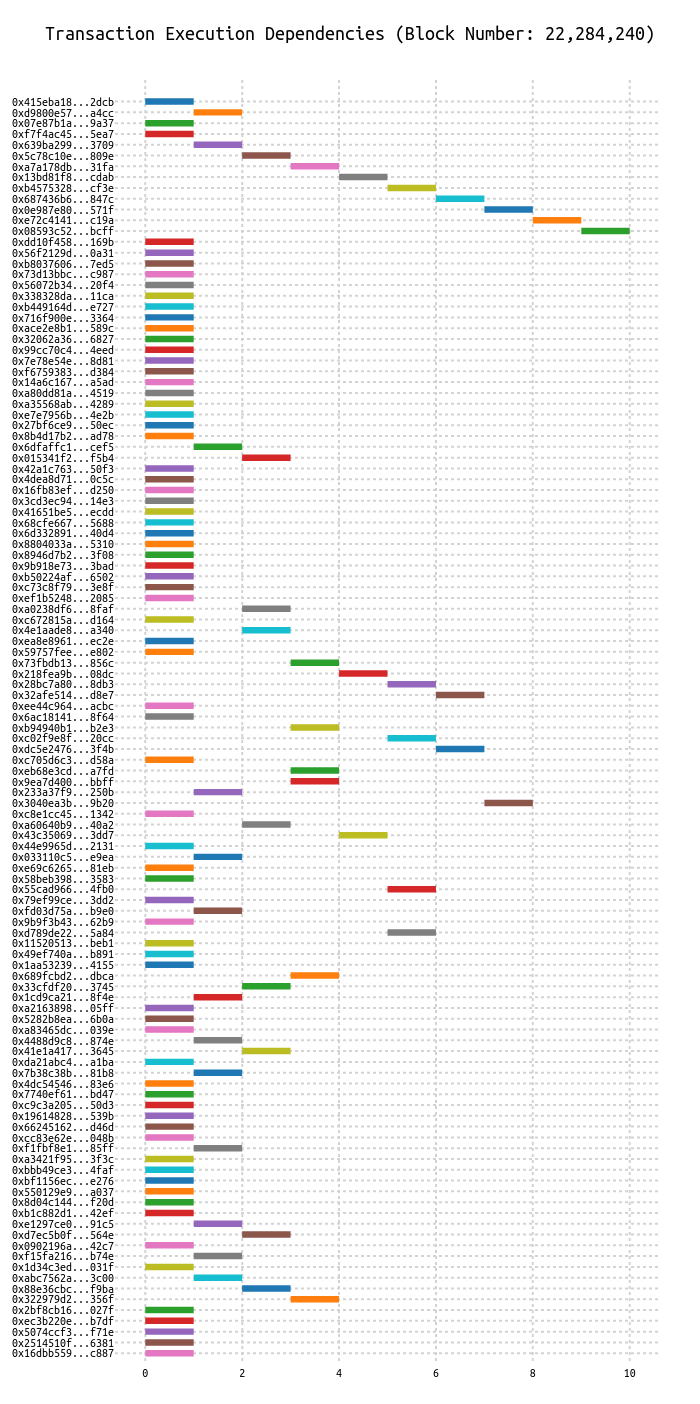 Transaction Execution Dependencies (Block Number: 22,284,240)
0x415eba18...2dcb
0xd9800e57...a4cc
0x07e87b1a...9a37
0xf7f4ac45...5ea7
0x639ba299...3709
0x5c78c10e...809e
0xa7a178db...31fa
0x13bd81f8...cdab
0xb4575328...cf3e
0x687436b6...847c
0x0e987e80...571f
0xe72c4141...c19a
0x08593c52...bcff
0xdd10f458...169b
0x56f2129d...0a31
0xb8037606...7ed5
0x73d13bbc...c987
0x56072b34...20f4
0x338328da...11ca
0xb449164d...e727
0x716f900e...3364
0xace2e8b1...589c
0x32062a36...6827
0x99cc70c4...4eed
0x7e78e54e...8d81
0xf6759383...d384
0x14a6c167...a5ad
0xa80dd81a...4519
0xa35568ab...4289
0xe7e7956b...4e2b
0x27bf6ce9...50ec
0x8b4d17b2...ad78
0x6dfaffc1...cef5
0x015341f2...f5b4
0x42a1c763...50f3
0x4dea8d71...0c5c
0x16fb83ef...d250
0x3cd3ec94...14e3
0x41651be5...ecdd
0x68cfe667...5688
0x6d332891...40d4
0x8804033a...5310
0x8946d7b2...3f08
0x9b918e73...3bad
0xb50224af...6502
0xc73c8f79...3e8f
0xef1b5248...2085
0xa0238df6...8faf
0xc672815a...d164
0x4e1aade8...a340
0xea8e8961...ec2e
0x59757fee...e802
0x73fbdb13...856c
0x218fea9b...08dc
0x28bc7a80...8db3
0x32afe514...d8e7
0xee44c964...acbc
0x6ac18141...8f64
0xb94940b1...b2e3
0xc02f9e8f...20cc
0xdc5e2476...3f4b
0xc705d6c3...d58a
0xeb68e3cd...a7fd
0x9ea7d400...bbff
0x233a37f9...250b
0x3040ea3b...9b20
0xc8e1cc45...1342
0xa60640b9...40a2
0x43c35069...3dd7
0x44e9965d...2131
0x033110c5...e9ea
0xe69c6265...81eb
0x58beb398...3583
0x55cad966...4fb0
0x79ef99ce...3dd2
0xfd03d75a...b9e0
0x9b9f3b43...62b9
0xd789de22...5a84
0x11520513...beb1
0x49ef740a...b891
0x1aa53239...4155
0x689fcbd2...dbca
0x33cfdf20...3745
0x1cd9ca21...8f4e
0xa2163898...05ff
0x5282b8ea...6b0a
0xa83465dc...039e
0x4488d9c8...874e
0x41e1a417...3645
0xda21abc4...a1ba
0x7b38c38b...81b8
0x4dc54546...83e6
0x7740ef61...bd47
0xc9c3a205...50d3
0x19614828...539b
0x66245162...d46d
0xcc83e62e...048b
0xf1fbf8e1...85ff
0xa3421f95...3f3c
0xbbb49ce3...4faf
0xbf1156ec...e276
0x550129e9...a037
0x8d04c144...f20d
0xb1c882d1...42ef
0xe1297ce0...91c5
0xd7ec5b0f...564e
0x0902196a...42c7
0xf15fa216...b74e
0x1d34c3ed...031f
0xabc7562a...3c00
0x88e36cbc...f9ba
0x322979d2...356f
0x2bf8cb16...027f
0xec3b220e...b7df
0x5074ccf3...f71e
0x2514510f...6381
0x16dbb559...c887
0 2 4 6 8 10